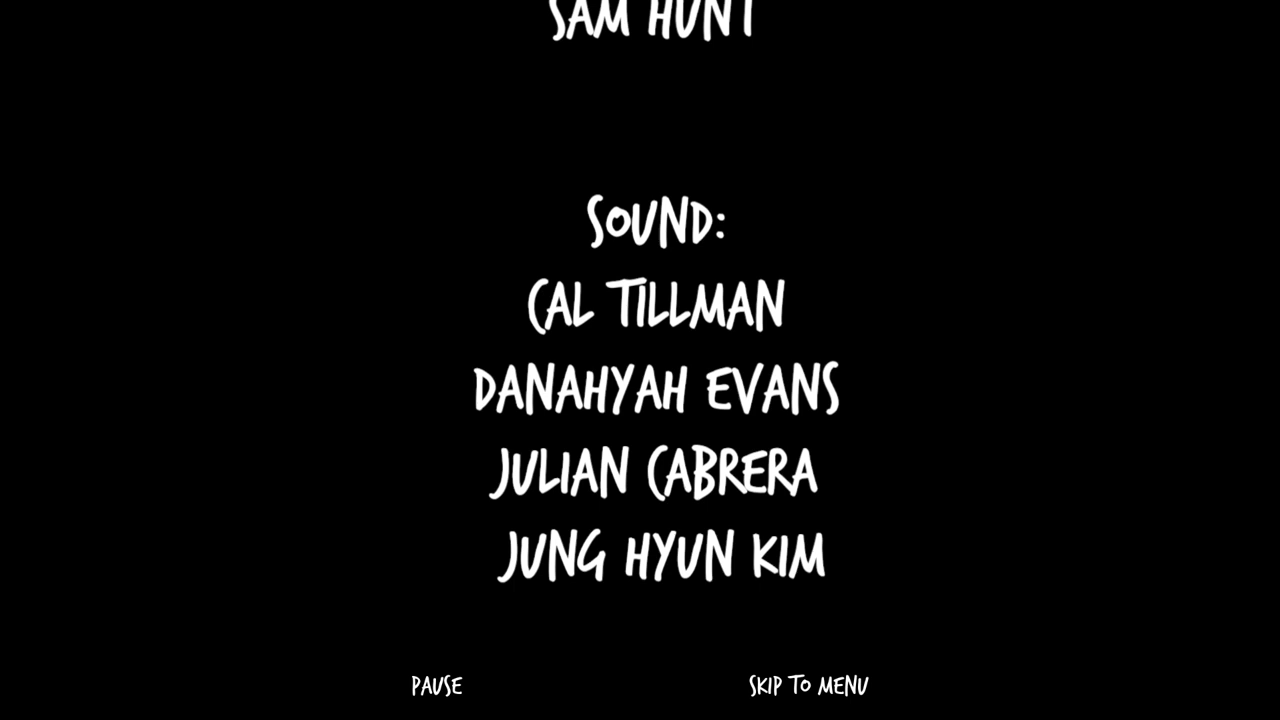 SAM HUNT
SOUND:
CAL TILLMAN
DANAHYAH EVANS
JULIAN CABRERA
JUNG HYUN KIM
PAUSE
SKIP TO MENU